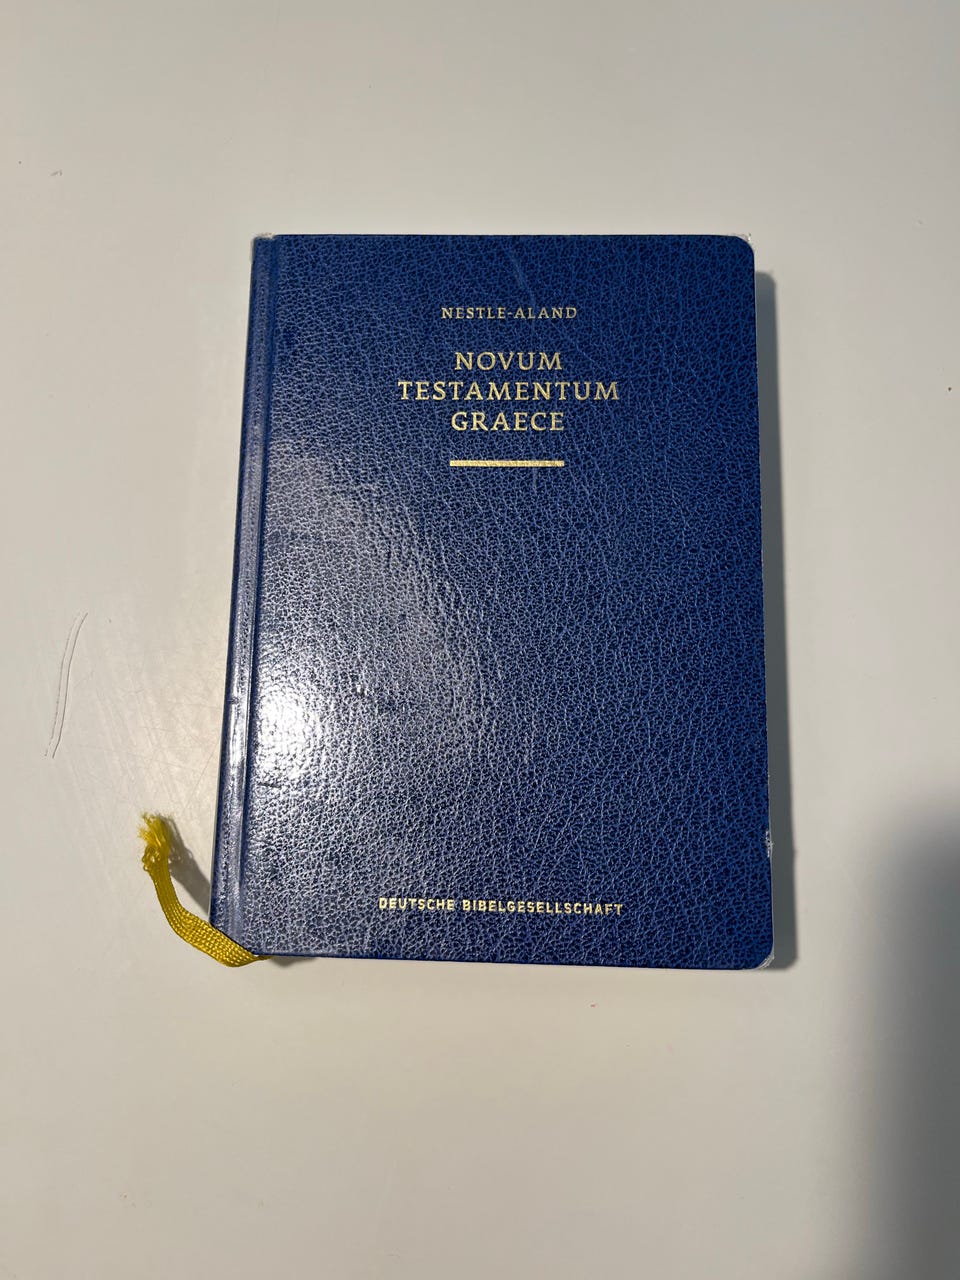 NESTLE-ALAND
NOVUM
TESTAMENTUM
GRAECE
DEUTSCHE BIBELGESELLSCHAFT